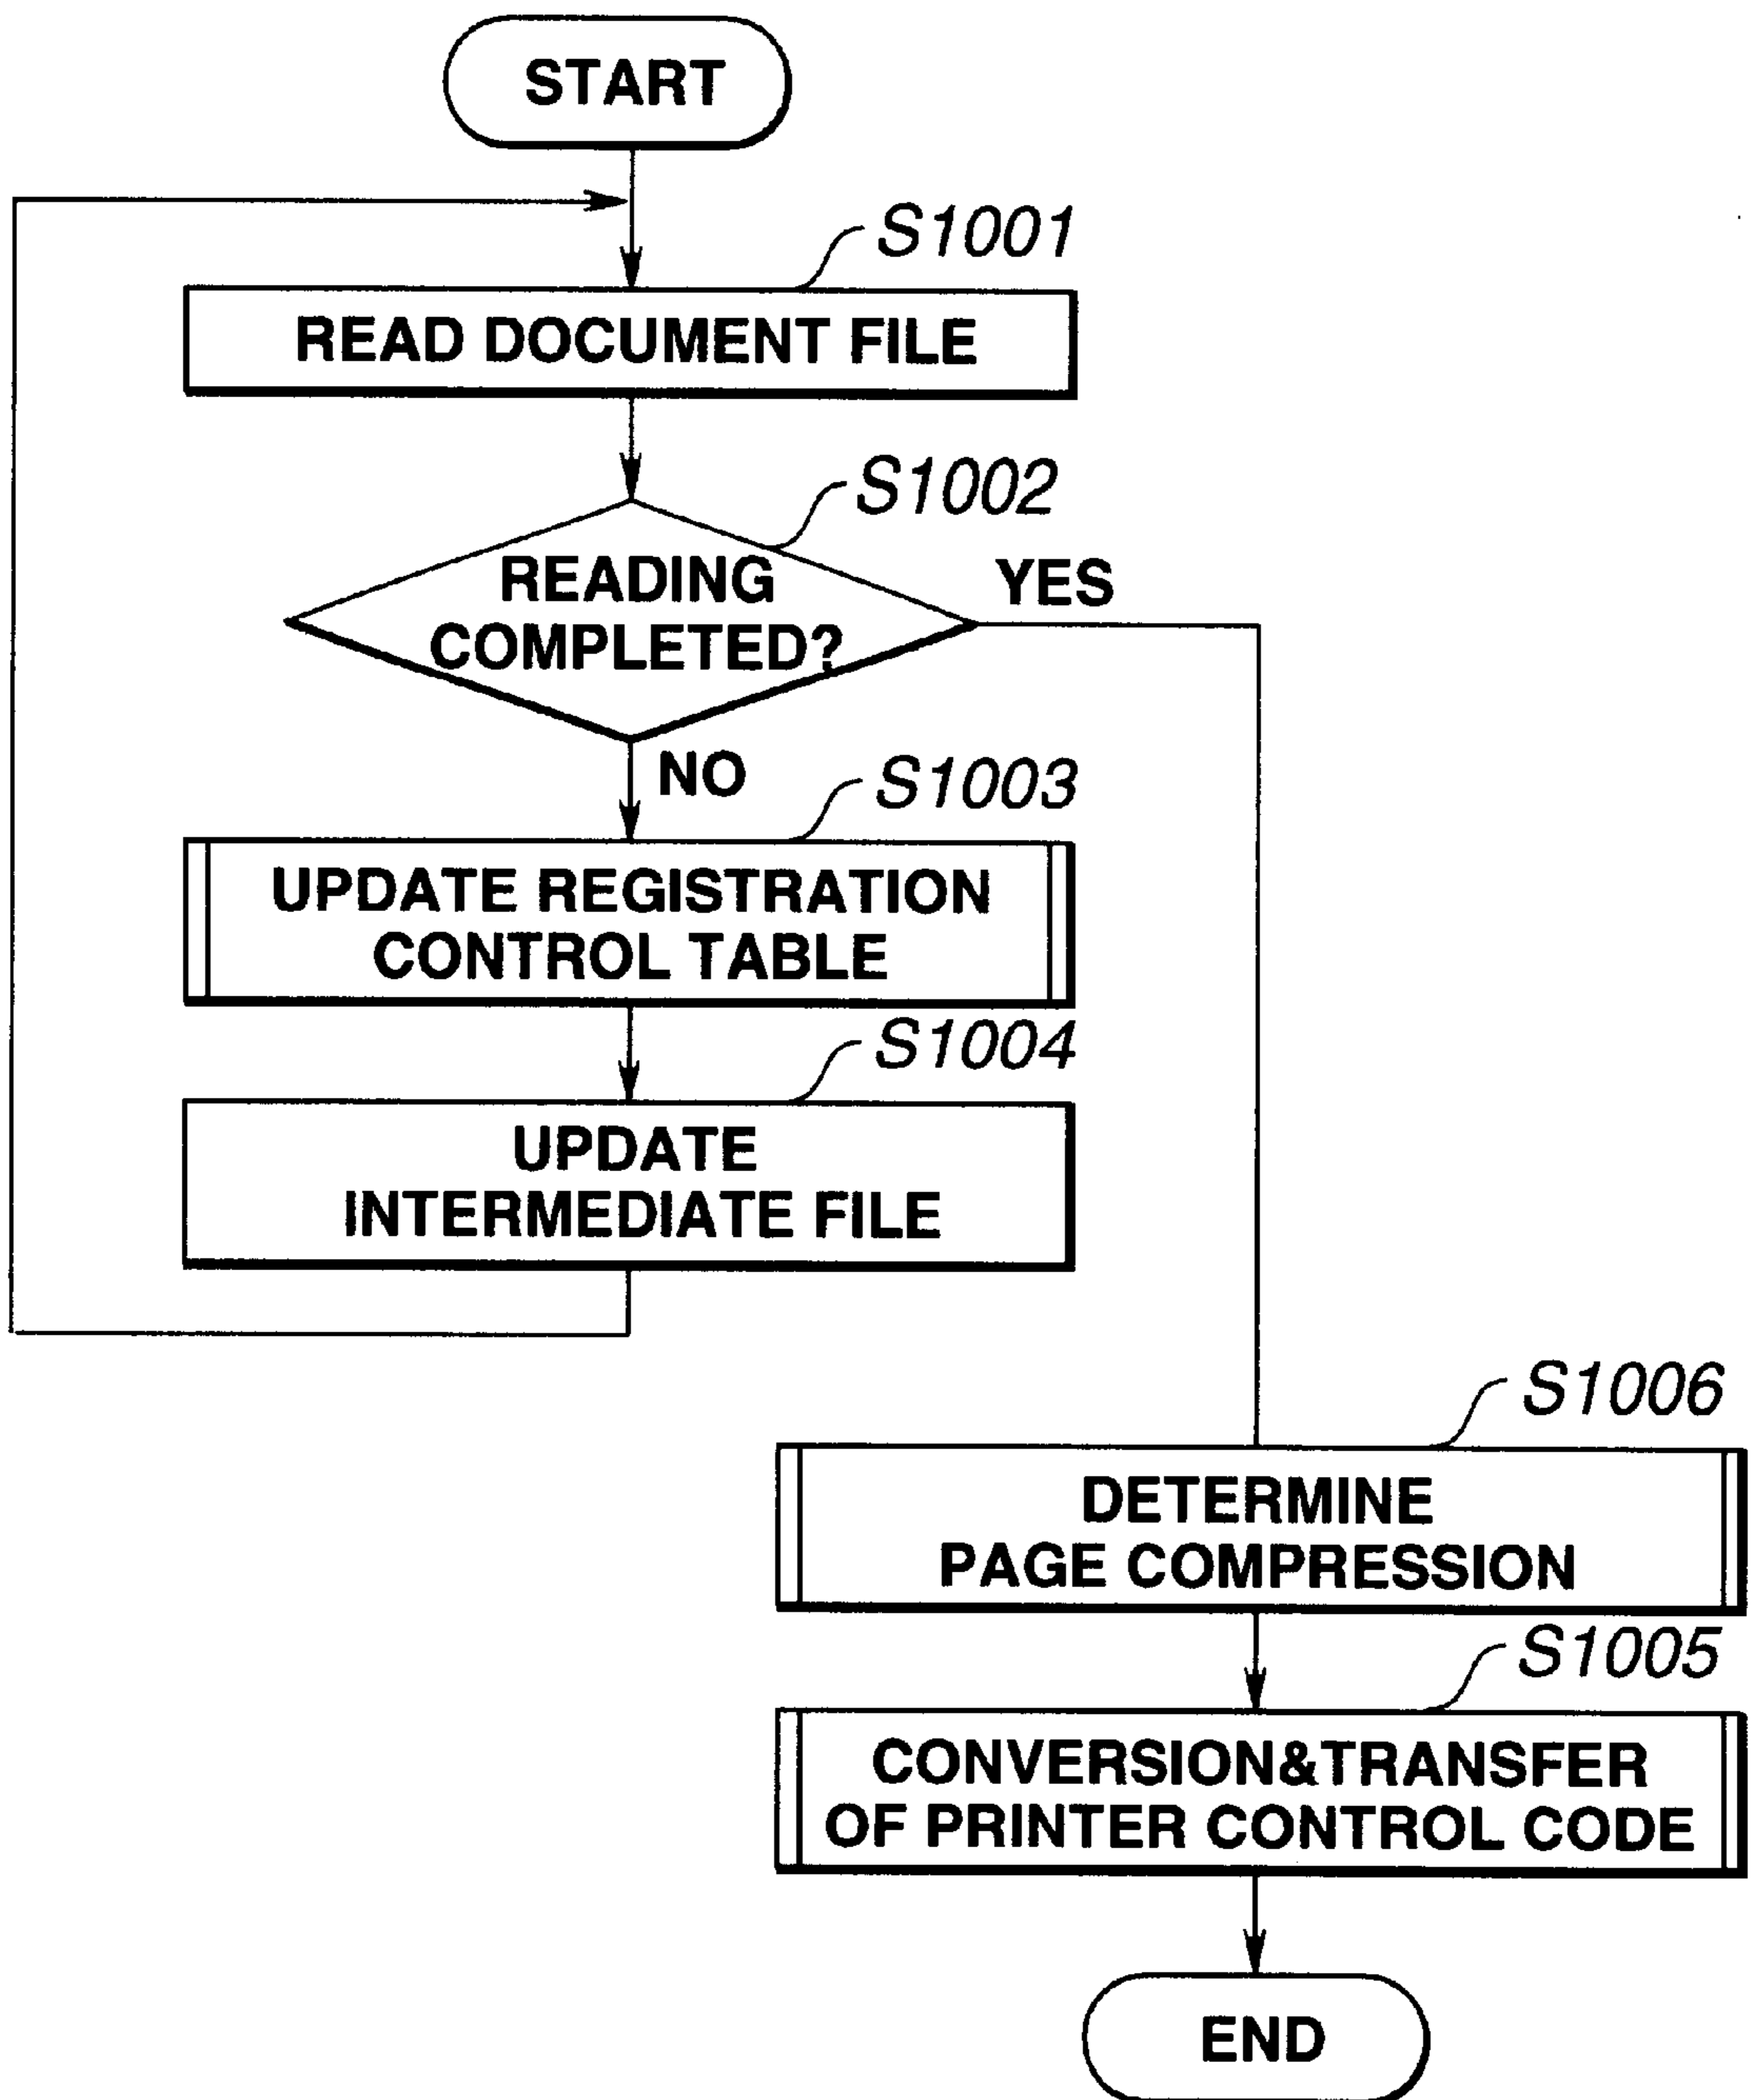 START
S1001
READ DOCUMENT FILE
S1002
READING
COMPLETED?
YES
NO
S1003
UPDATE REGISTRATION
CONTROL TABLE
S1004
UPDATE
INTERMEDIATE FILE
S1006
DETERMINE
PAGE COMPRESSION
S1005
CONVERSION&TRANSFER
OF PRINTER CONTROL CODE
END